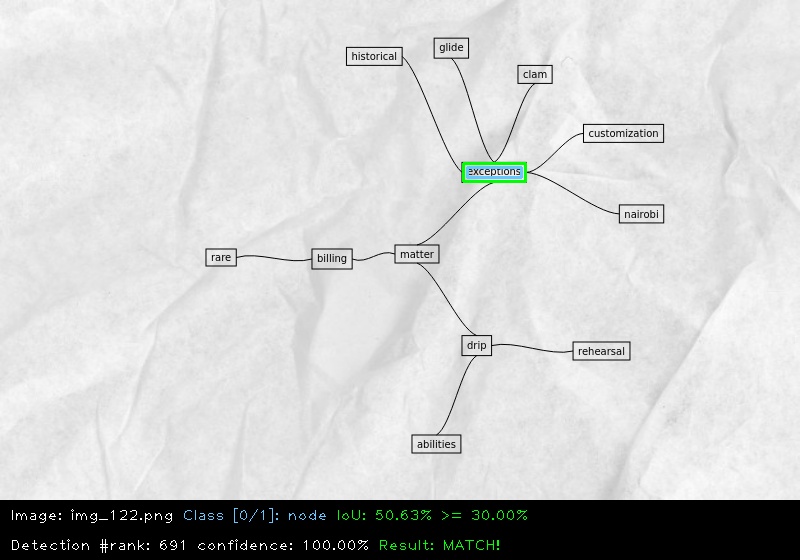 glide
historical
clam
customization
exceptions
nairobi
matter
rare
billing
drip
rehearsal
abilities
Image: img_122.png Class [0/1]: node IoU: 50.63% >= 30.00%
Detection #rank: 691 confidence: 100.00% Result: MATCH!